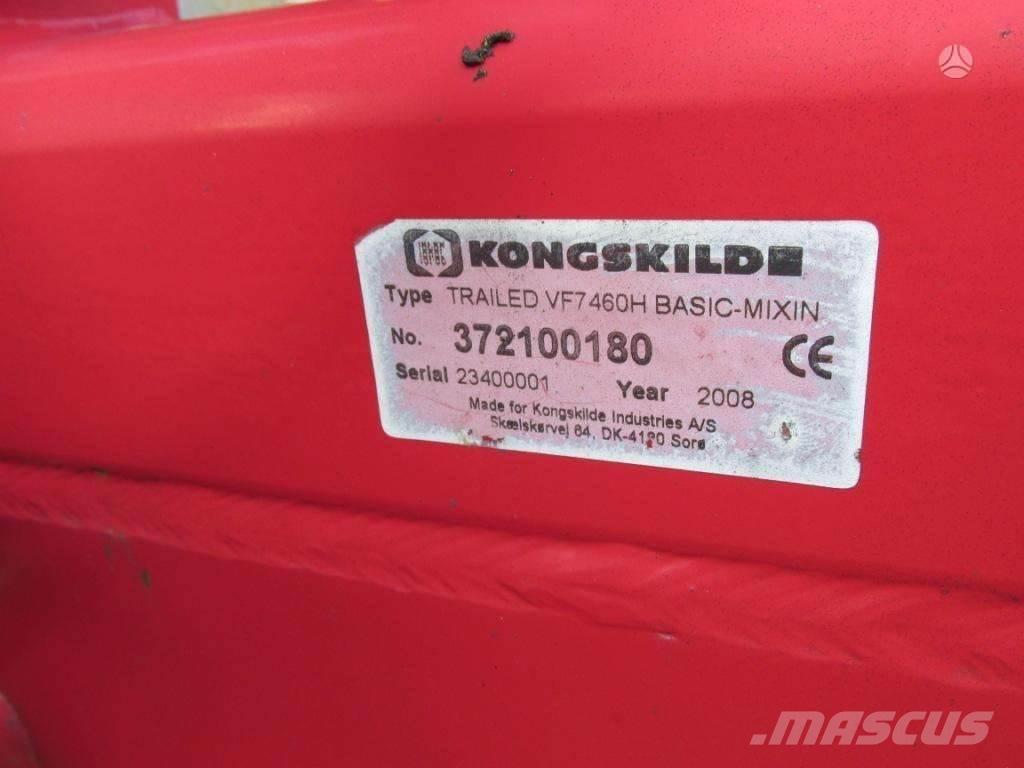 KONGSKILDE
Type TRAILED VF7460H BASIC-MIXIN
No. 372100180
Serial 23400001 Year 2008
CE
Made for Kongskilde Industries A/S
Skælskørvej 64, DK-4180 Sorø
MASCUS